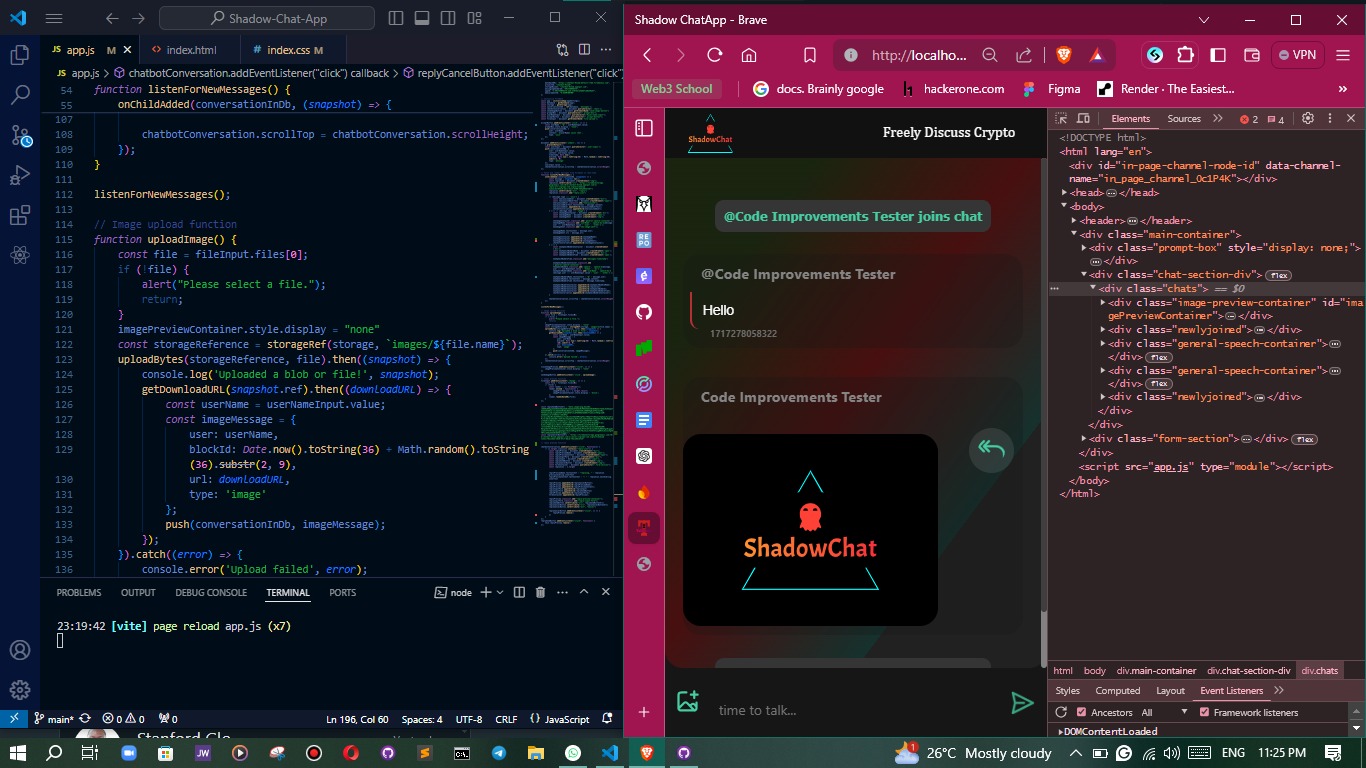 Shadow-Chat-App
JS app.js M
index.html
# index.css M
JS app.js > chatbotConversation.addEventListener("click") callback > replyCancelButton.addEventListener("click")
54 function listenForNewMessages() {
55 onChildAdded(conversationInDb, (snapshot) => {
107
108 chatbotConversation.scrollTop = chatbotConversation.scrollHeight;
109 });
110 }
111
112 listenForNewMessages();
113
114 // Image upload function
115 function uploadImage() {
116 const file = fileInput.files[0];
117 if (!file) {
118 alert("Please select a file.");
119 return;
120 }
121 imagePreviewContainer.style.display = "none"
122 const storageReference = storageRef(storage, `images/${file.name}`);
123 uploadBytes(storageReference, file).then((snapshot) => {
124 console.log('Uploaded a blob or file!', snapshot);
125 getDownloadURL(snapshot.ref).then((downloadURL) => {
126 const userName = userNameInput.value;
127 const imageMessage = {
128 user: userName,
129 blockId: Date.now().toString(36) + Math.random().toString
(36).substr(2, 9),
130 url: downloadURL,
131 type: 'image'
132 };
133 push(conversationInDb, imageMessage);
134 });
135 }).catch((error) => {
136 console.error('Upload failed', error);
PROBLEMS OUTPUT DEBUG CONSOLE TERMINAL PORTS
node
23:19:42 [vite] page reload app.js (x7)
main* 0 0 0 Ln 196, Col 60 Spaces: 4 UTF-8 CRLF {} JavaScript
Shadow ChatApp - Brave
http://localho...
VPN
Web3 School
docs. Brainly google
hackerone.com
Figma
Render · The Easiest...
REPO
ShadowChat
Freely Discuss Crypto
@Code Improvements Tester joins chat
@Code Improvements Tester
Hello
1717278058322
Code Improvements Tester
ShadowChat
time to talk...
Elements Sources 2 4
<!DOCTYPE html>
<html lang="en">
<div id="in-page-channel-node-id" data-channel-
name="in_page_channel_0c1P4K"></div>
<head></head>
<body>
<header></header>
<div class="main-container">
<div class="prompt-box" style="display: none;">
</div>
<div class="chat-section-div"> flex
<div class="chats"> == $0
<div class="image-preview-container" id="im
agePreviewContainer"></div>
<div class="newlyjoined"></div>
<div class="general-speech-container">
</div> flex
<div class="general-speech-container">
</div> flex
<div class="newlyjoined"></div>
</div>
</div>
<div class="form-section"></div> flex
</div>
<script src="app.js" type="module"></script>
</body>
</html>
html body div.main-container div.chat-section-div div.chats
Styles Computed Layout Event Listeners
Ancestors All Framework listeners
DOMContentLoaded
JW
1
26°C Mostly cloudy
ENG
11:25 PM